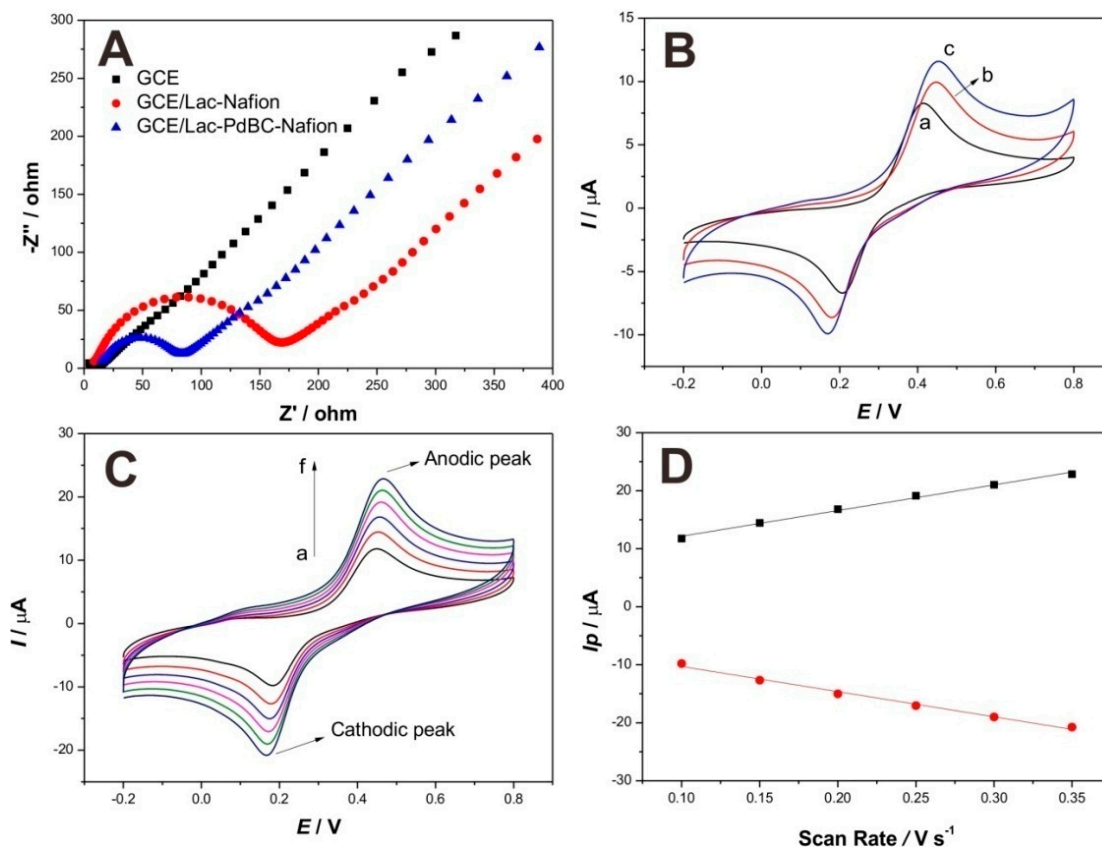 A
GCE
GCE/Lac-Nafion
GCE/Lac-PdBC-Nafion
300
250
200
150
100
50
0
-Z" / ohm
0 50 100 150 200 250 300 350 400
Z' / ohm
B
c
b
a
10
5
0
-5
-10
I / μA
-0.2 0.0 0.2 0.4 0.6 0.8
E / V
C
f
a
Anodic peak
Cathodic peak
30
20
10
0
-10
-20
I / μA
-0.2 0.0 0.2 0.4 0.6 0.8
E / V
D
30
20
10
0
-10
-20
-30
Ip / μA
0.10 0.15 0.20 0.25 0.30 0.35
Scan Rate / V s⁻¹